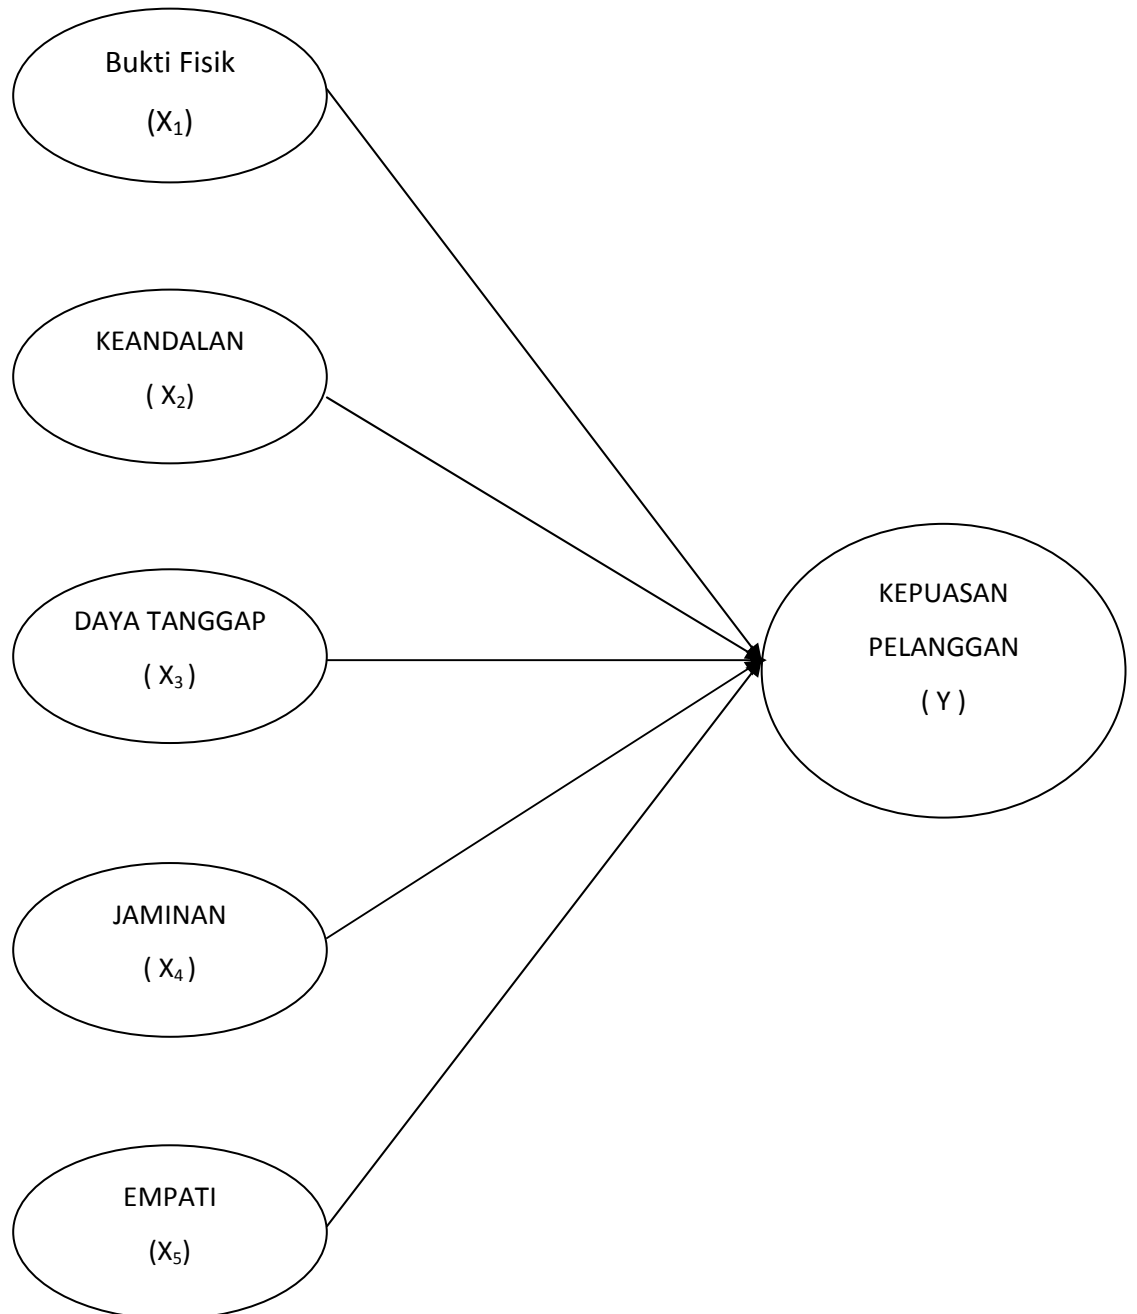 Bukti Fisik
(X₁)
KEANDALAN
( X₂)
DAYA TANGGAP
( X₃ )
JAMINAN
( X₄ )
EMPATI
(X₅)
KEPUASAN
PELANGGAN
( Y )